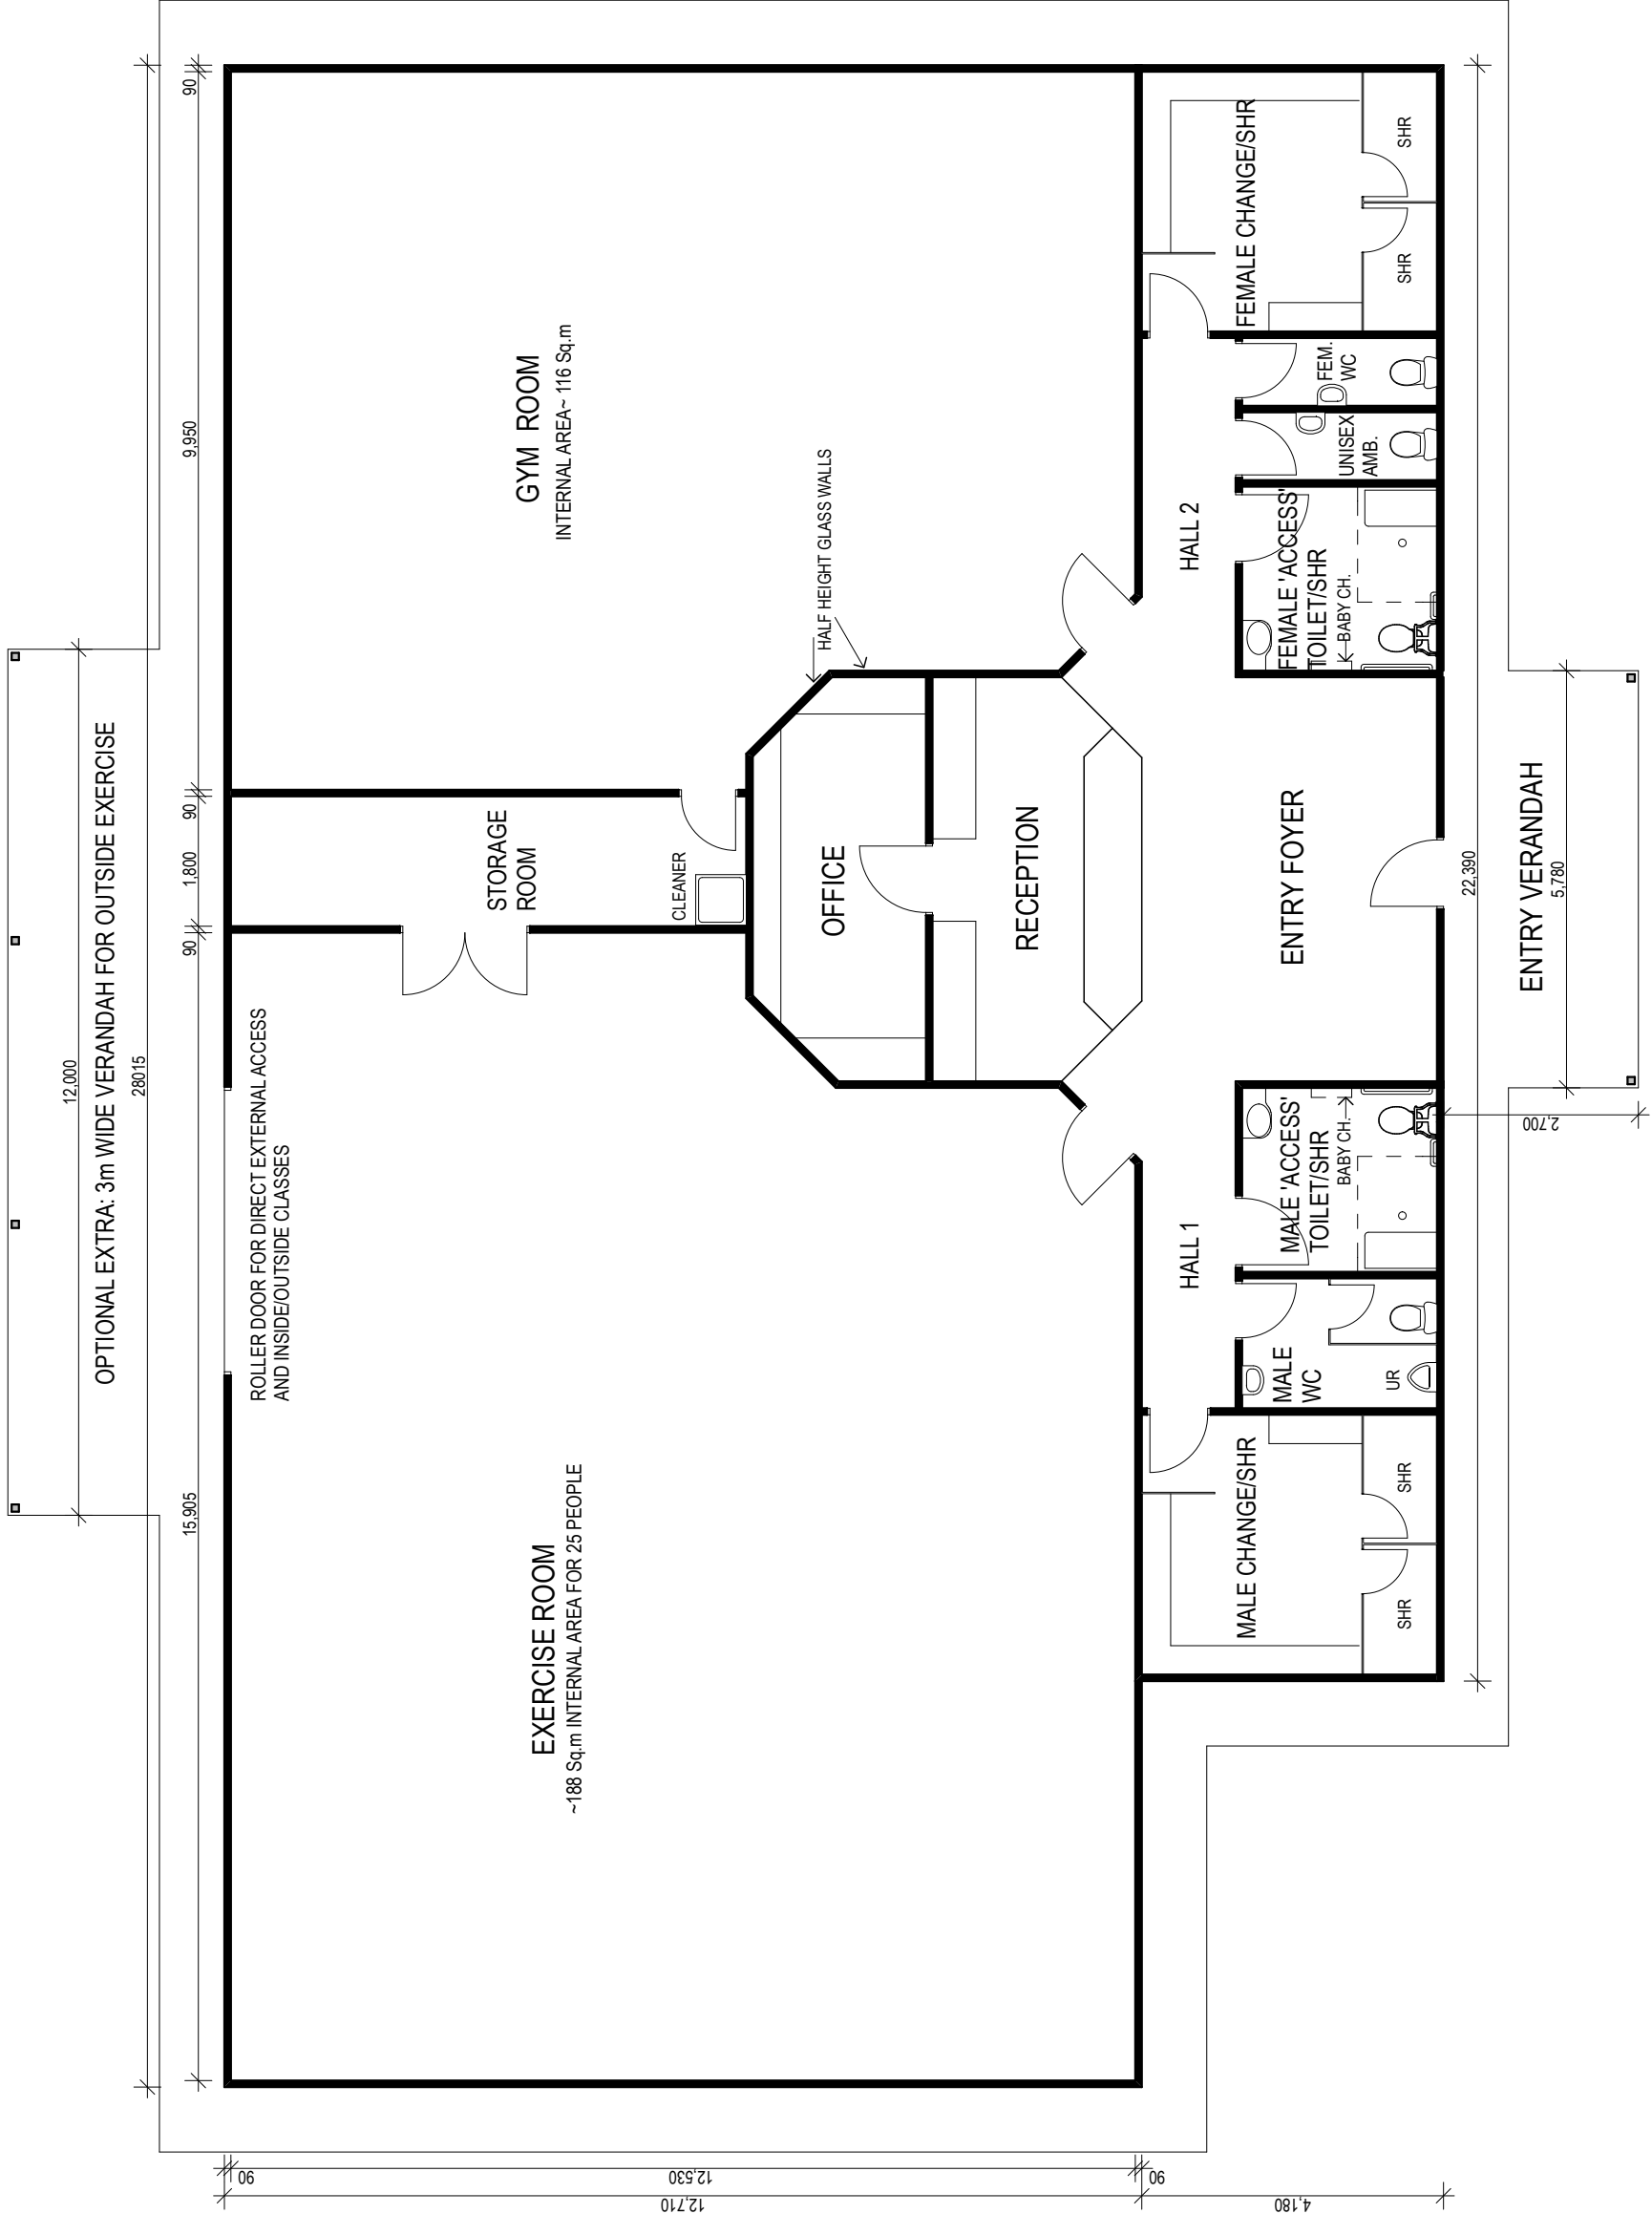 12,000
OPTIONAL EXTRA: 3m WIDE VERANDAH FOR OUTSIDE EXERCISE
28015
15,905
90
1,800
90
9,950
90
ROLLER DOOR FOR DIRECT EXTERNAL ACCESS
AND INSIDE/OUTSIDE CLASSES
EXERCISE ROOM
~188 Sq.m INTERNAL AREA FOR 25 PEOPLE
STORAGE
ROOM
CLEANER
GYM ROOM
INTERNAL AREA~ 116 Sq.m
HALF HEIGHT GLASS WALLS
OFFICE
RECEPTION
ENTRY FOYER
HALL 1
HALL 2
MALE CHANGE/SHR
SHR
SHR
MALE
WC
UR
MALE 'ACCESS'
TOILET/SHR
BABY CH.
FEMALE 'ACCESS'
TOILET/SHR
BABY CH.
UNISEX
AMB.
FEM.
WC
FEMALE CHANGE/SHR
SHR
SHR
22,390
ENTRY VERANDAH
5,780
2,700
90
12,530
90
12,710
4,180